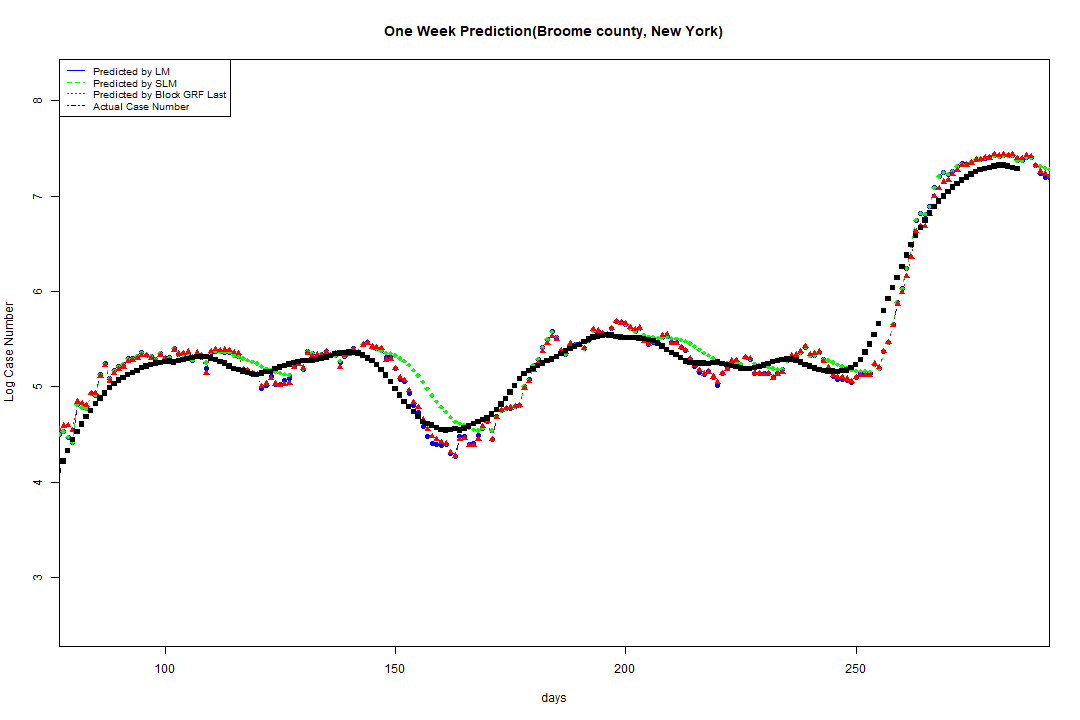 One Week Prediction(Broome county, New York)
Predicted by LM
Predicted by SLM
Predicted by Block GRF Last
Actual Case Number
8
7
6
5
4
3
Log Case Number
100 150 200 250
days